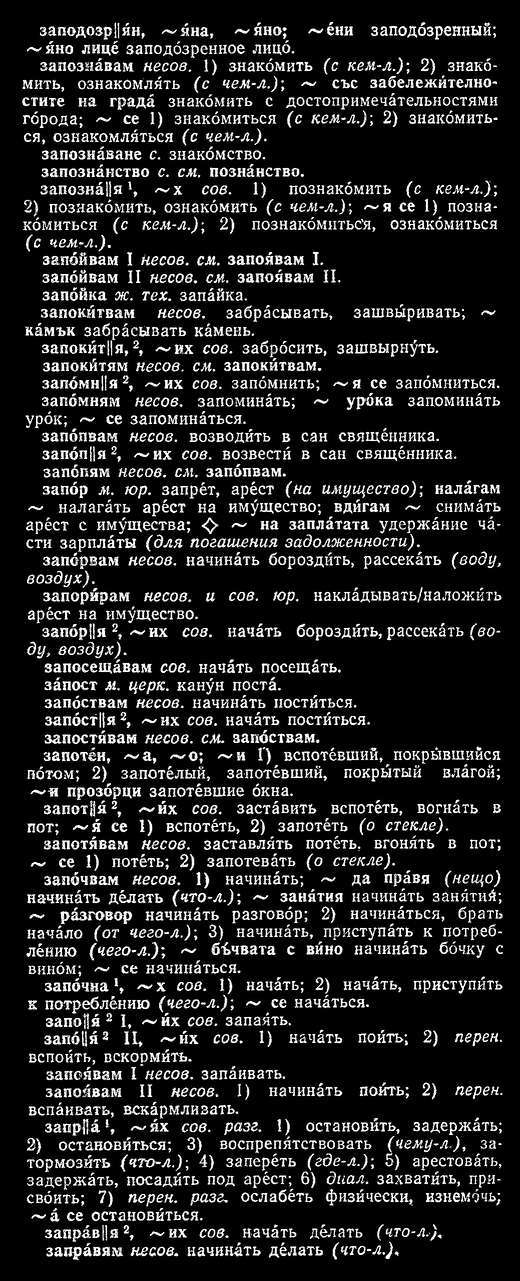 заподозр||я́н, ~яна, ~я́но; ~е́ни заподо́зренный;
~я́но лице́ заподо́зренное лицо́.
запозна́вам несов. 1) знако́мить (с кем-л.); 2) знако́-
мить, ознакомля́ть (с чем-л.); ~ със забележи́телно-
стите на града́ знако́мить с достопримеча́тельностями
го́рода; ~ се 1) знако́миться (с кем-л.); 2) знако́мить-
ся, ознакомля́ться (с чем-л.).
запозна́ване с. знако́мство.
запозна́нство с. см. позна́нство.
запозна́||я¹, ~х сов. 1) познако́мить (с кем-л.);
2) познако́мить, ознако́мить (с чем-л.); ~я се 1) позна-
ко́миться (с кем-л.); 2) познако́миться, ознако́миться
(с чем-л.).
запо́йвам I несов. см. запоя́вам I.
запо́йвам II несов. см. запоя́вам II.
запо́йка ж. тех. запа́йка.
запоки́твам несов. забра́сывать, зашвы́ривать; ~
ка́мък забра́сывать ка́мень.
запоки́т||я,², ~их сов. забро́сить, зашвырну́ть.
запоки́тям несов. см. запоки́твам.
запо́мн||я², ~их сов. запо́мнить; ~я се запо́мниться.
запо́мням несов. запомина́ть; ~ уро́ка запомина́ть
уро́к; ~ се запомина́ться.
запо́пвам несов. возводи́ть в сан свяще́нника.
запо́п||я², ~их сов. возвести́ в сан свяще́нника.
запо́пям несов. см. запо́пвам.
запо́р м. юр. запре́т, аре́ст (на имущество); нала́гам
~ налага́ть аре́ст на иму́щество; вди́гам ~ снима́ть
аре́ст с иму́щества; ◇ ~ на запла́тата удержа́ние ча́-
сти зарпла́ты (для погашения задолженности).
запо́рвам несов. начина́ть борозди́ть, рассека́ть (воду,
воздух).
запори́рам несов. и сов. юр. накла́дывать/наложи́ть
аре́ст на иму́щество.
запо́р||я², ~их сов. нача́ть борозди́ть, рассека́ть (во-
ду, воздух).
запосеща́вам сов. нача́ть посеща́ть.
за́пост м. церк. кану́н поста́.
запо́ствам несов. начина́ть пости́ться.
запо́ст||я², ~их сов. нача́ть пости́ться.
запостя́вам несов. см. запо́ствам.
запоте́н, ~а, ~о; ~и 1) вспоте́вший, покры́вшийся
по́том; 2) запоте́лый, запоте́вший, покры́тый вла́гой;
~и прозо́рци запоте́вшие о́кна.
запот||я́², ~и́х сов. заста́вить вспоте́ть, вогна́ть в
пот; ~я́ се 1) вспоте́ть, 2) запоте́ть (о стекле).
запотя́вам несов. заставля́ть поте́ть, вгоня́ть в пот;
~ се 1) поте́ть; 2) запотева́ть (о стекле).
запо́чвам несов. 1) начина́ть; ~ да пра́вя (нещо)
начина́ть де́лать (что-л.); ~ заня́тия начина́ть заня́тия;
~ ра́зговор начина́ть разгово́р; 2) начина́ться, брать
нача́ло (от чего-л.); 3) начина́ть, приступа́ть к потреб-
ле́нию (чего-л.); ~ бъ́чвата с ви́но начина́ть бо́чку с
вино́м; ~ се начина́ться.
запо́чна¹, ~х сов. 1) нача́ть; 2) нача́ть, приступи́ть
к потребле́нию (чего-л.); ~ се нача́ться.
запо||я́² I, ~и́х сов. запая́ть.
запо́||я́² II, ~и́х сов. 1) нача́ть пои́ть; 2) перен.
вспои́ть, вскорми́ть.
запоя́вам I несов. запа́ивать.
запоя́вам II несов. 1) начина́ть пои́ть; 2) перен.
вспа́ивать, вска́рмливать.
запр||а́¹, ~я́х сов. разг. 1) останови́ть, задержа́ть;
2) останови́ться; 3) воспрепя́тствовать (чему-л.), за-
тормози́ть (что-л.); 4) запере́ть (где-л.); 5) арестова́ть,
задержа́ть, посади́ть под аре́ст; 6) диал. захвати́ть, при-
сво́ить; 7) перен. разг. ослабе́ть физи́чески, изнемо́чь;
~а́ се останови́ться.
запра́в||я², ~их сов. нача́ть де́лать (что-л.).
запра́вям несов. начина́ть де́лать (что-л.).